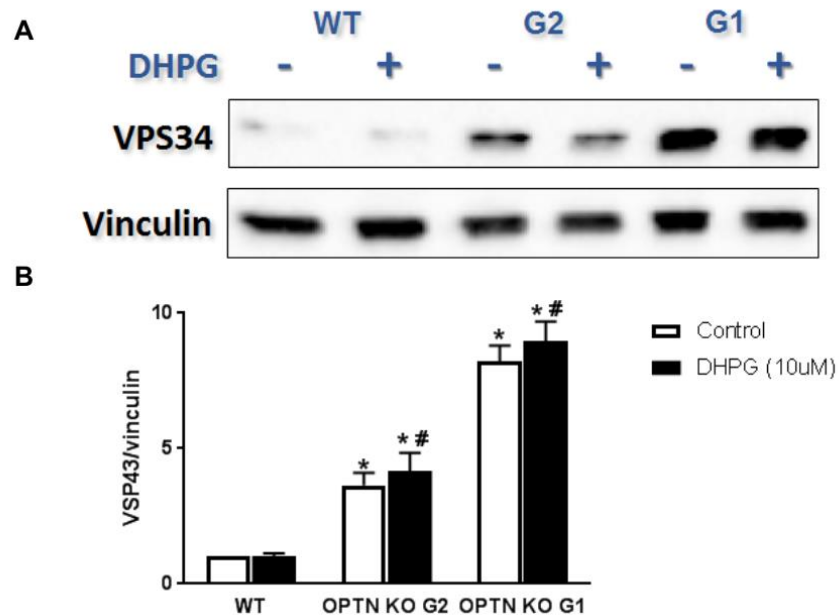 A
WT G2 G1
DHPG - + - + - +
VPS34
Vinculin
B
10
5
0
VSP43/vinculin
* *# * *#
WT OPTN KO G2 OPTN KO G1
Control
DHPG (10uM)